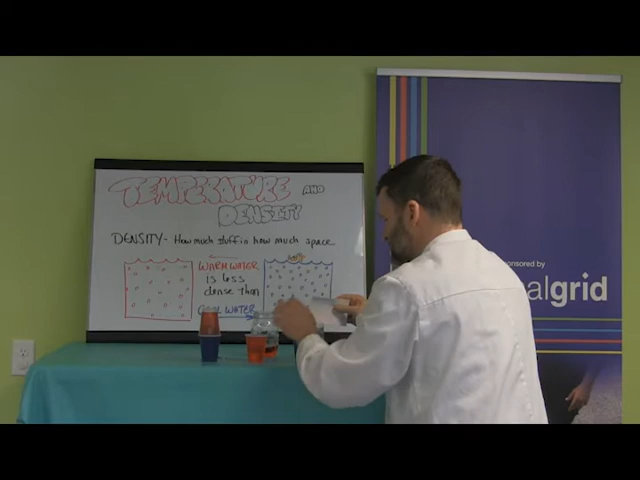 TEMPERATURE AND
DENSITY
DENSITY - How much stuff in how much space
WARM WATER
is less
dense than
COOL WATER
sponsored by
algrid